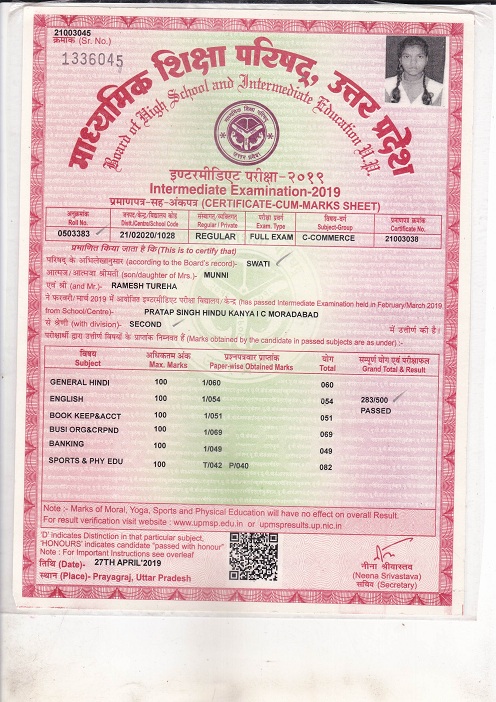 21003045
क्रमांक (Sr. No.)
1336045
माध्यमिक शिक्षा परिषद, उत्तर प्रदेश
Board of High School and Intermediate Education U.P.
इण्टरमीडिएट परीक्षा-२०१९
Intermediate Examination-2019
प्रमाणपत्र-सह-अंकपत्र (CERTIFICATE-CUM-MARKS SHEET)
अनुक्रमांक जनपद/केन्द्र/विद्यालय कोड संस्थागत/व्यक्तिगत परीक्षा प्रकार विषय-वर्ग प्रमाणपत्र क्रमांक
Roll No. Distt/Centre/School Code Regular / Private Exam. Type Subject-Group Certificate No.
0503383 21/02020/1028 REGULAR FULL EXAM C-COMMERCE 21003038
प्रमाणित किया जाता है कि (This is to certify that)
परिषद के अभिलेखानुसार (according to the Board's record)- SWATI
आत्मज/ आत्मजा श्रीमती (son/daughter of Mrs.)- MUNNI
एवं श्री (and Mr.)- RAMESH TUREHA
ने फरवरी/मार्च 2019 में आयोजित इण्टरमीडिएट परीक्षा विद्यालय/ केन्द्र (has passed Intermediate Examination held in February/March 2019
from School/Centre)- PRATAP SINGH HINDU KANYA I C MORADABAD
से श्रेणी (with division)- SECOND में उत्तीर्ण की है।
परीक्षार्थी द्वारा उत्तीर्ण विषयों के प्राप्तांक निम्नवत हैं (Marks obtained by the candidate in passed subjects are as under) :-
विषय अधिकतम अंक प्रश्नपत्रवार प्राप्तांक योग सम्पूर्ण योग एवं परीक्षाफल
Subject Max. Marks Paper-wise Obtained Marks Total Grand Total & Result
GENERAL HINDI 100 1/060 060
ENGLISH 100 1/054 054 283/500
BOOK KEEP&ACCT 100 1/051 051 PASSED
BUSI ORG&CRPND 100 1/069 069
BANKING 100 1/049 049
SPORTS & PHY EDU 100 T/042 P/040 082
Note :- Marks of Moral, Yoga, Sports and Physical Education will have no effect on overall Result.
For result verification visit website : www.upmsp.edu.in or upmspresults.up.nic.in
'D' indicates Distinction in that particular subject,
'HONOURS' indicates candidate "passed with honour"
Note : For Important Instructions see overleaf
तिथि (Date)- 27TH APRIL'2019
स्थान (Place)- Prayagraj, Uttar Pradesh
नीना श्रीवास्तव
(Neena Srivastava)
सचिव (Secretary)